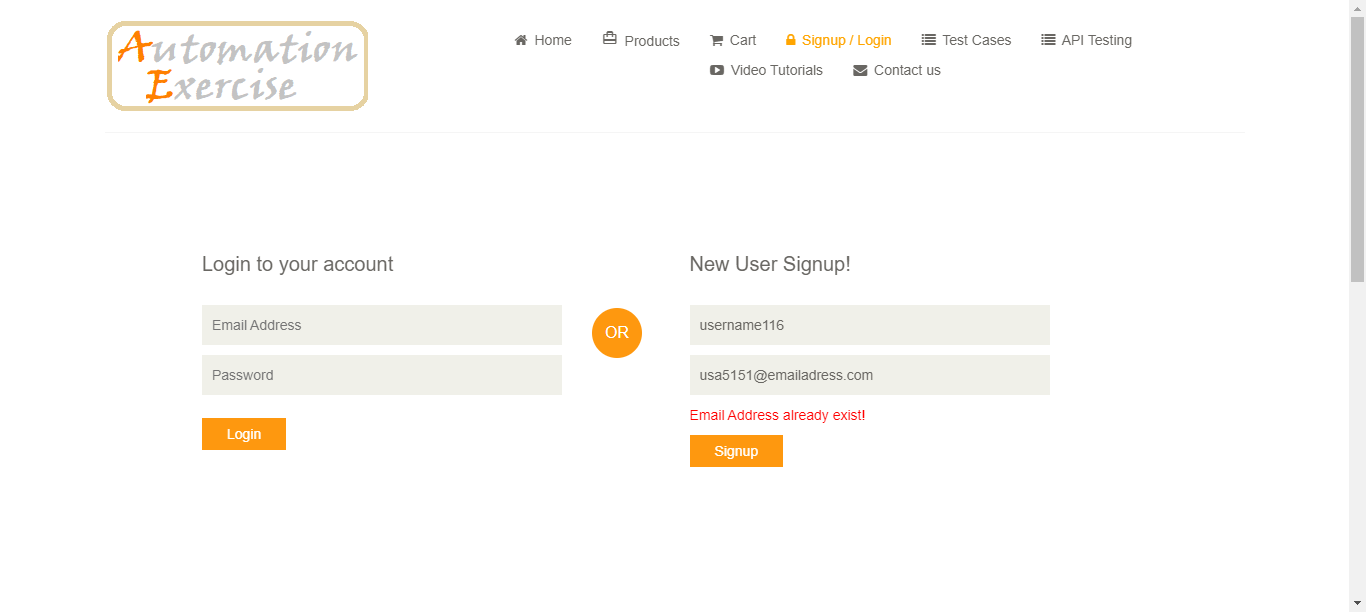 Automation
Exercise
Home Products Cart Signup / Login Test Cases API Testing
Video Tutorials Contact us
Login to your account
Email Address
Password
Login
OR
New User Signup!
username116
usa5151@emailadress.com
Email Address already exist!
Signup